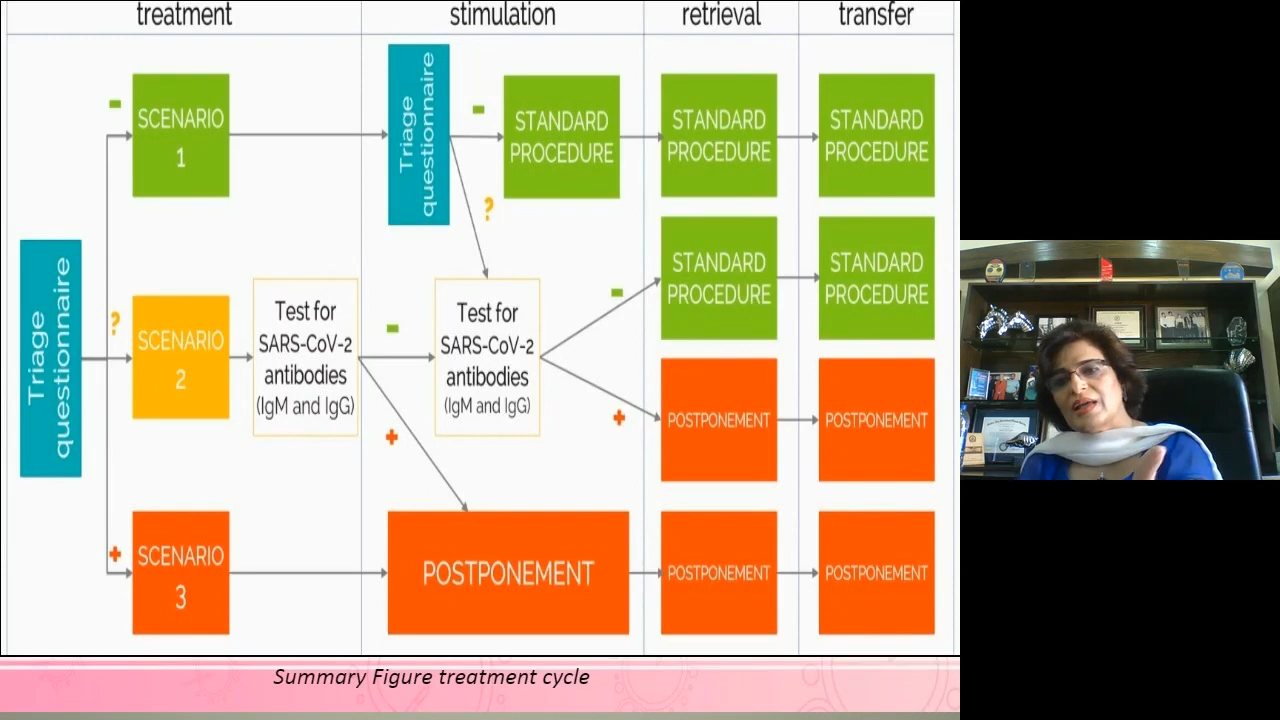 treatment
stimulation
retrieval
transfer
Triage
questionnaire
-
SCENARIO
1
Triage
questionnaire
-
STANDARD
PROCEDURE
STANDARD
PROCEDURE
STANDARD
PROCEDURE
?
?
SCENARIO
2
Test for
SARS-CoV-2
antibodies
(IgM and IgG)
-
Test for
SARS-CoV-2
antibodies
(IgM and IgG)
-
STANDARD
PROCEDURE
STANDARD
PROCEDURE
+
+
POSTPONEMENT
POSTPONEMENT
+
SCENARIO
3
POSTPONEMENT
POSTPONEMENT
POSTPONEMENT
Summary Figure treatment cycle